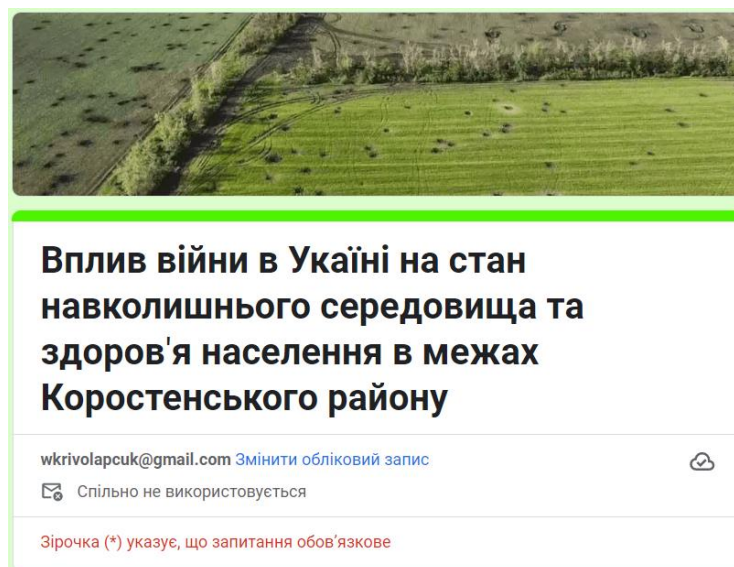 Вплив війни в Укаїні на стан
навколишнього середовища та
здоров'я населення в межах
Коростенського району
wkrivolapcuk@gmail.com Змінити обліковий запис
Спільно не використовується
Зірочка (*) указує, що запитання обов'язкове